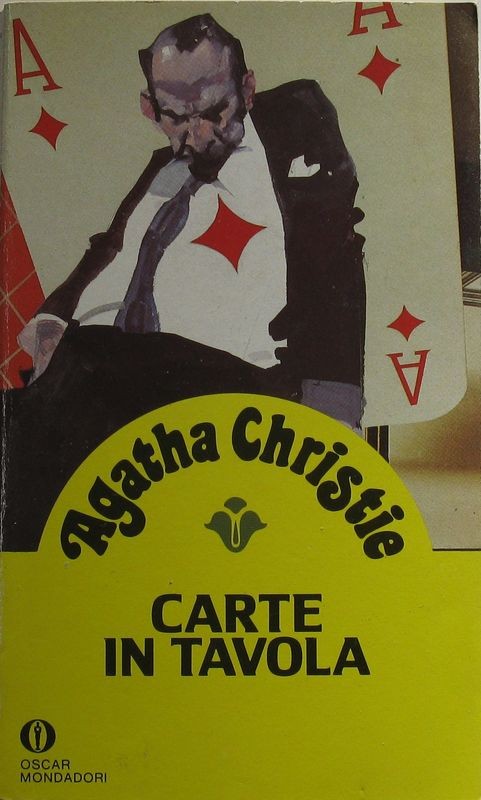 A
A
A
Agatha Christie
CARTE
IN TAVOLA
OSCAR
MONDADORI